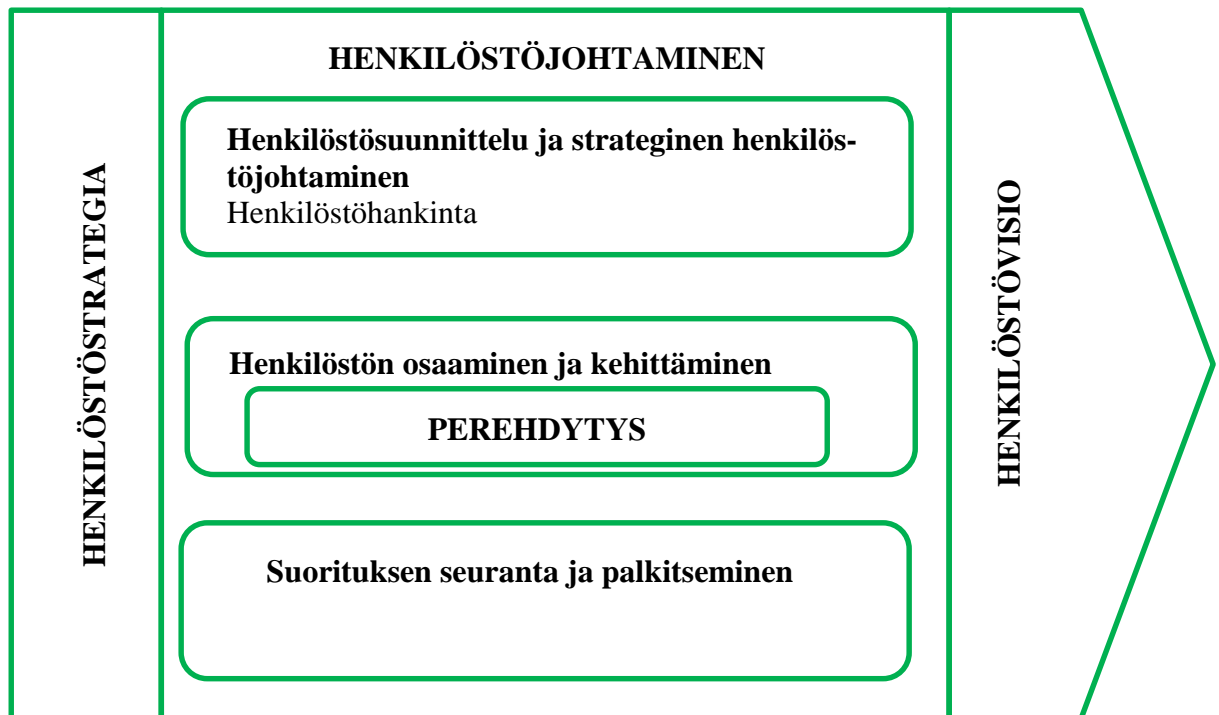 HENKILÖSTÖSTRATEGIA
HENKILÖSTÖJOHTAMINEN
Henkilöstösuunnittelu ja strateginen henkilös-
töjohtaminen
Henkilöstöhankinta
Henkilöstön osaaminen ja kehittäminen
PEREHDYTYS
Suorituksen seuranta ja palkitseminen
HENKILÖSTÖVISIO